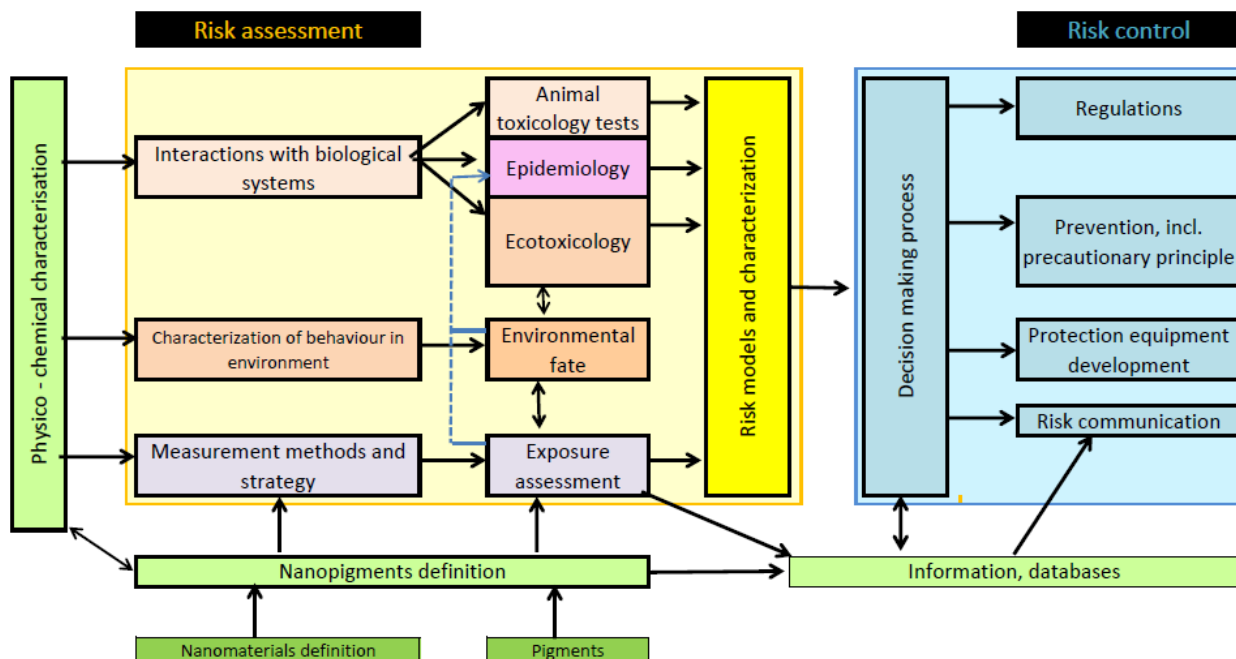 Risk assessment
Risk control
Physico - chemical characterisation
Interactions with biological
systems
Characterization of behaviour in
environment
Measurement methods and
strategy
Animal
toxicology tests
Epidemiology
Ecotoxicology
Environmental
fate
Exposure
assessment
Risk models and characterization
Decision making process
Regulations
Prevention, incl.
precautionary principle
Protection equipment
development
Risk communication
Nanopigments definition
Information, databases
Nanomaterials definition
Pigments